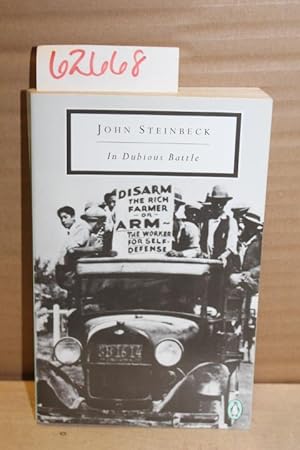 62668
JOHN STEINBECK
In Dubious Battle
DISARM
THE RICH
FARMER
OR
ARM
THE WORKER
FOR SELF-
DEFENSE